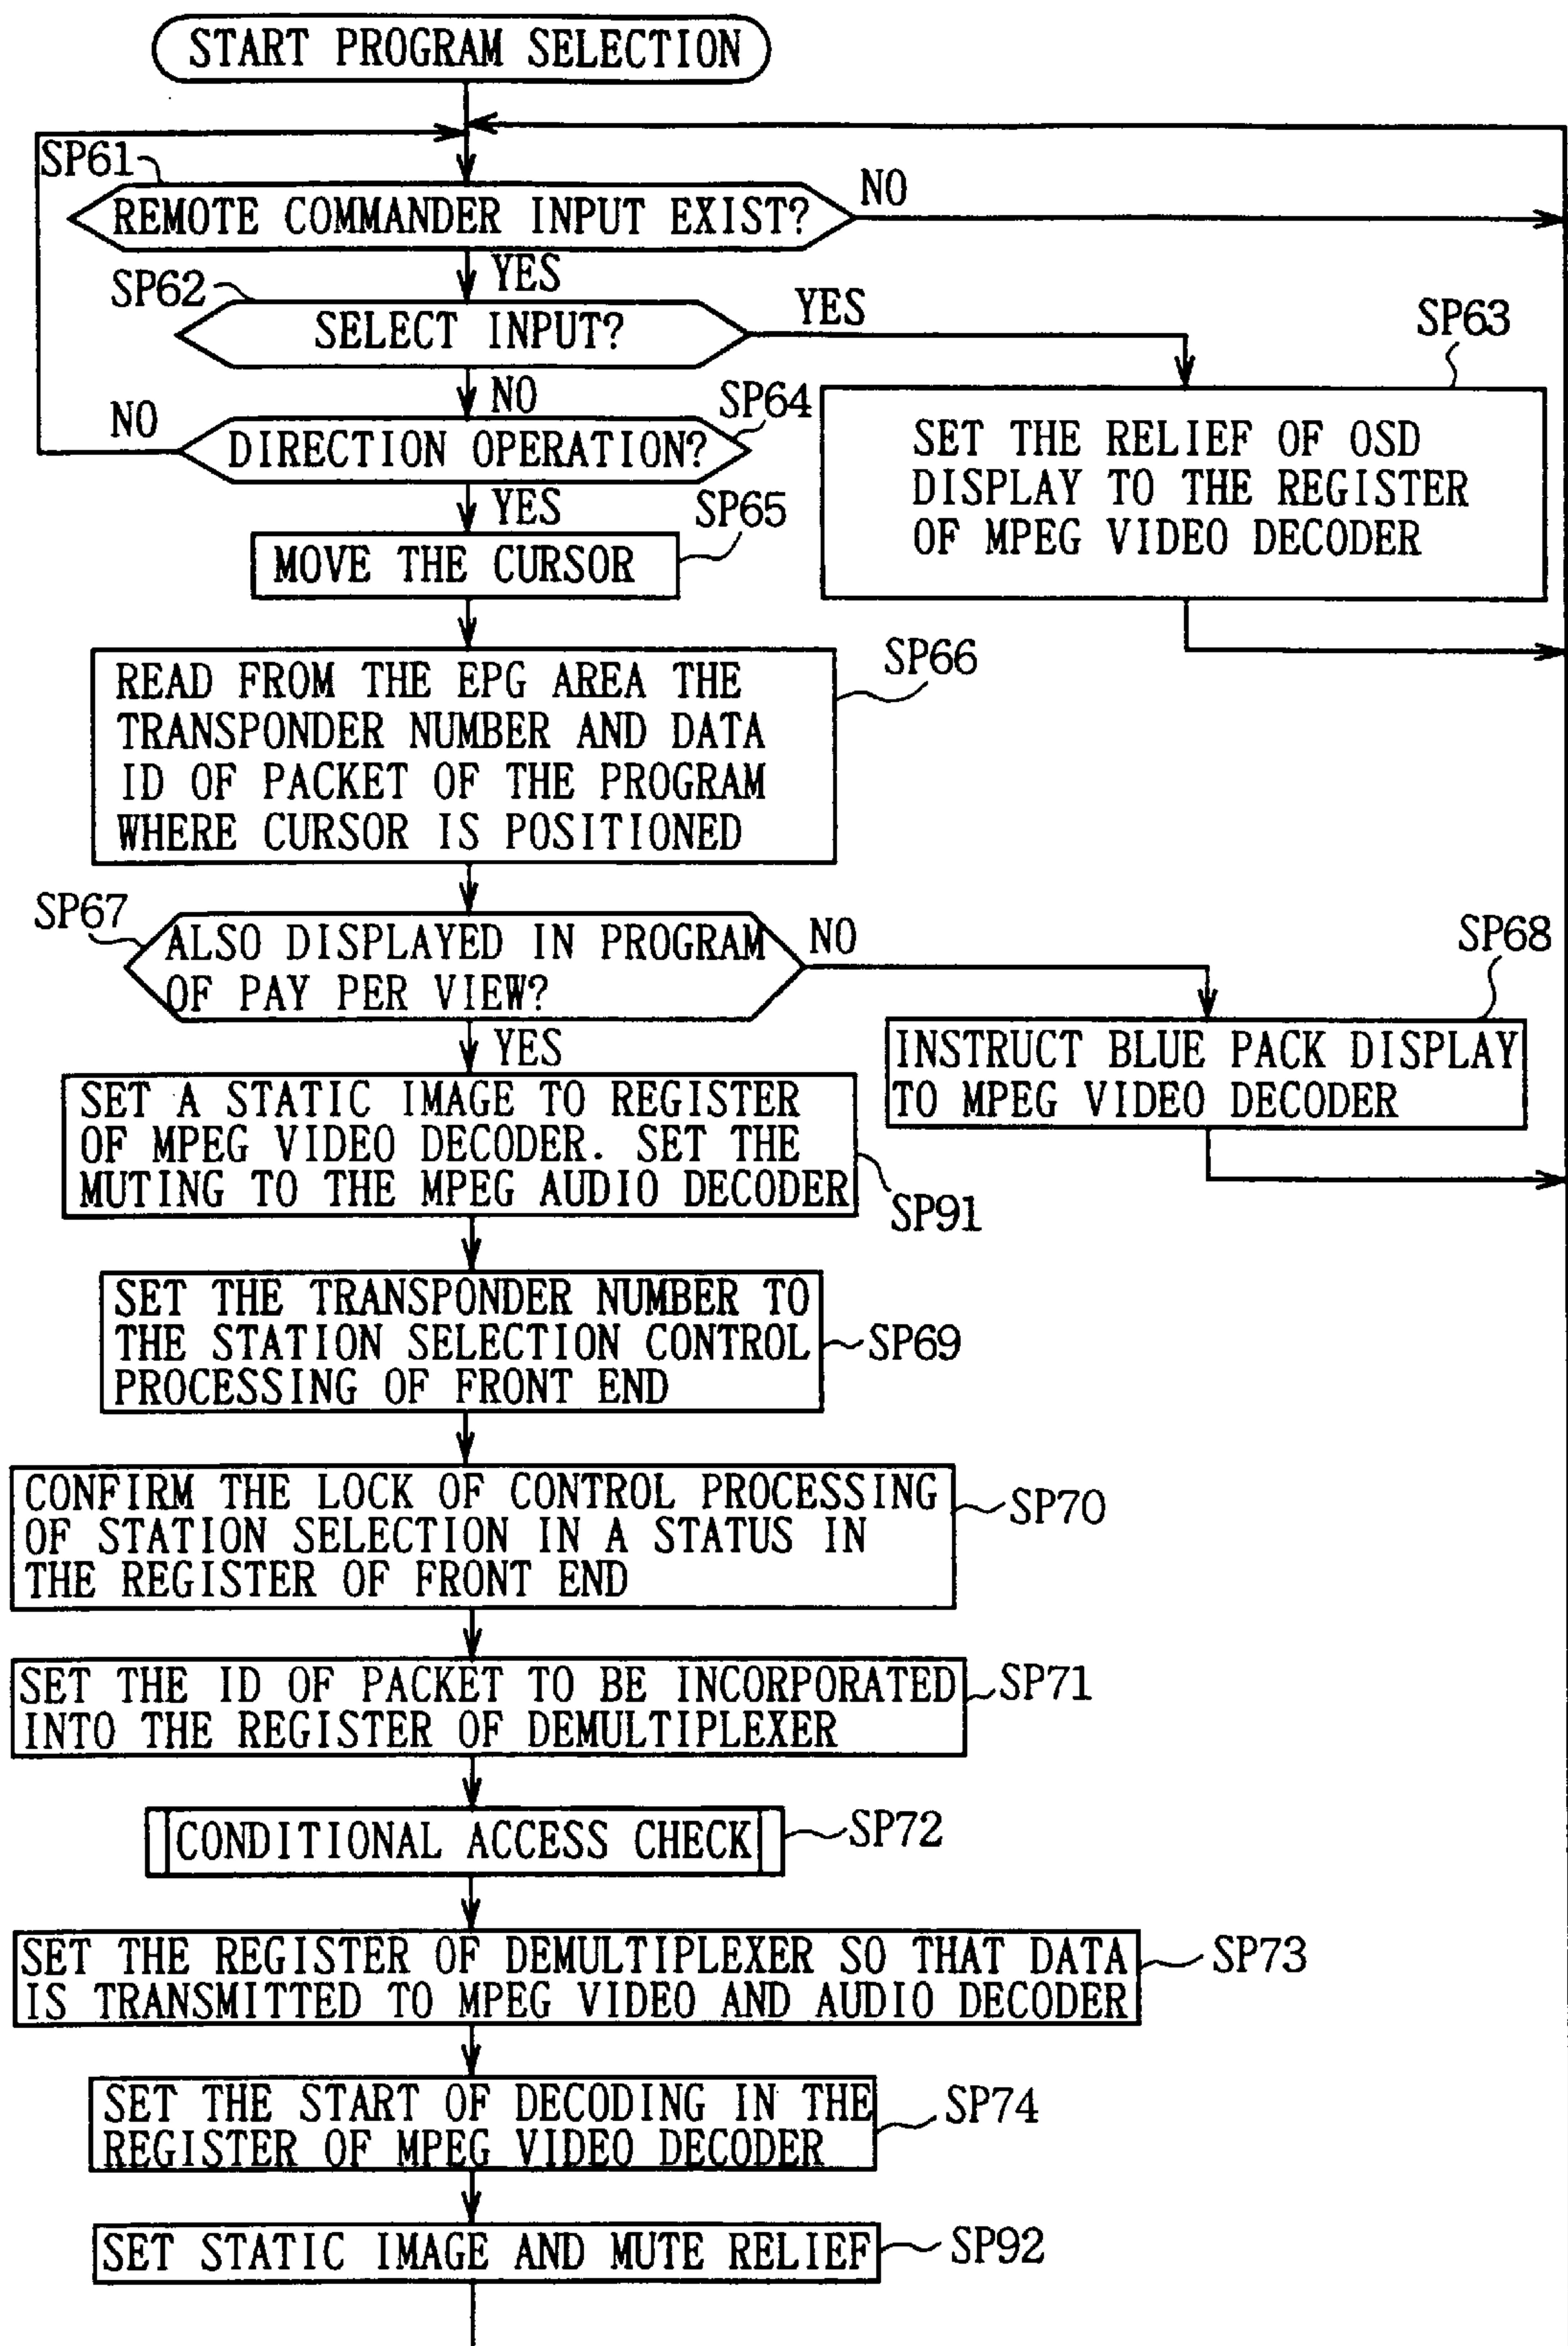 START PROGRAM SELECTION
SP61
REMOTE COMMANDER INPUT EXIST?
NO
YES
SP62
SELECT INPUT?
YES
SP63
NO
SET THE RELIEF OF OSD
DISPLAY TO THE REGISTER
OF MPEG VIDEO DECODER
NO
DIRECTION OPERATION?
SP64
YES
SP65
MOVE THE CURSOR
READ FROM THE EPG AREA THE
TRANSPONDER NUMBER AND DATA
ID OF PACKET OF THE PROGRAM
WHERE CURSOR IS POSITIONED
SP66
SP67
ALSO DISPLAYED IN PROGRAM
OF PAY PER VIEW?
NO
SP68
YES
INSTRUCT BLUE PACK DISPLAY
TO MPEG VIDEO DECODER
SET A STATIC IMAGE TO REGISTER
OF MPEG VIDEO DECODER. SET THE
MUTING TO THE MPEG AUDIO DECODER
SP91
SET THE TRANSPONDER NUMBER TO
THE STATION SELECTION CONTROL
PROCESSING OF FRONT END
SP69
CONFIRM THE LOCK OF CONTROL PROCESSING
OF STATION SELECTION IN A STATUS IN
THE REGISTER OF FRONT END
SP70
SET THE ID OF PACKET TO BE INCORPORATED
INTO THE REGISTER OF DEMULTIPLEXER
SP71
CONDITIONAL ACCESS CHECK
SP72
SET THE REGISTER OF DEMULTIPLEXER SO THAT DATA
IS TRANSMITTED TO MPEG VIDEO AND AUDIO DECODER
SP73
SET THE START OF DECODING IN THE
REGISTER OF MPEG VIDEO DECODER
SP74
SET STATIC IMAGE AND MUTE RELIEF
SP92